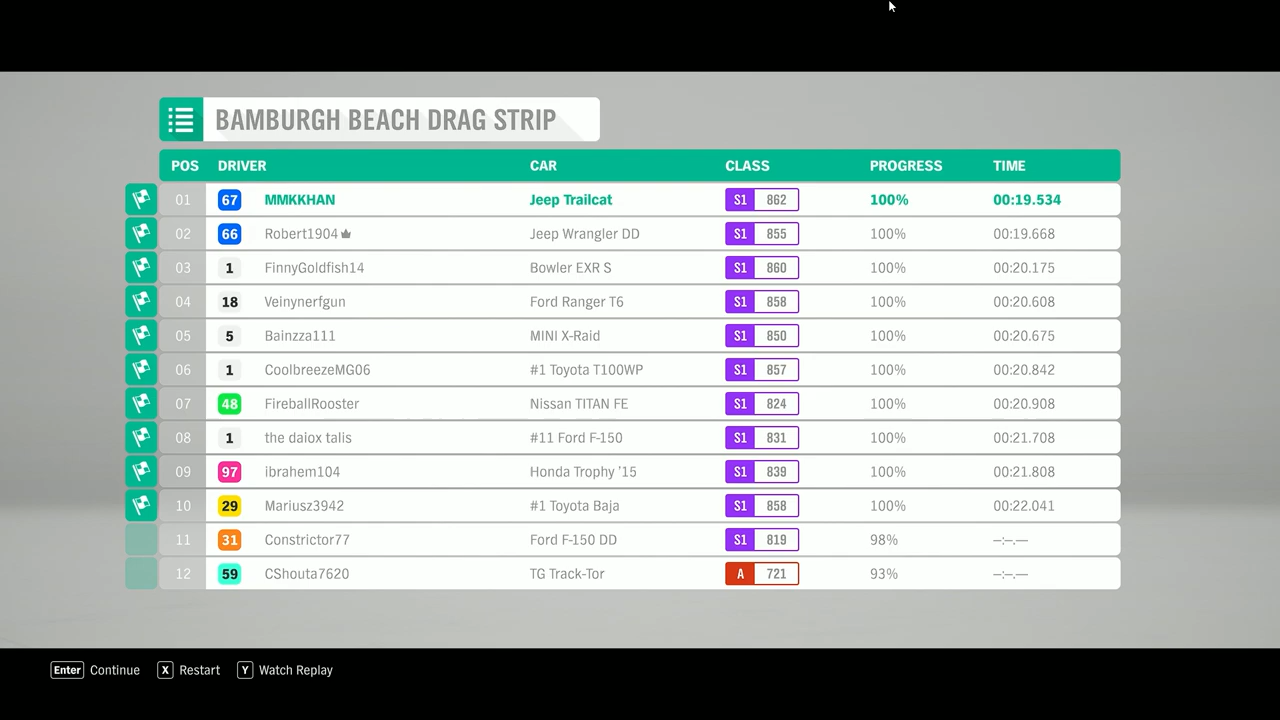 BAMBURGH BEACH DRAG STRIP
POS DRIVER CAR CLASS PROGRESS TIME
01 67 MMKKHAN Jeep Trailcat S1 862 100% 00:19.534
02 66 Robert1904 Jeep Wrangler DD S1 855 100% 00:19.668
03 1 FinnyGoldfish14 Bowler EXR S S1 860 100% 00:20.175
04 18 Veinynerfgun Ford Ranger T6 S1 858 100% 00:20.608
05 5 Bainzza111 MINI X-Raid S1 850 100% 00:20.675
06 1 CoolbreezeMG06 #1 Toyota T100WP S1 857 100% 00:20.842
07 48 FireballRooster Nissan TITAN FE S1 824 100% 00:20.908
08 1 the daiox talis #11 Ford F-150 S1 831 100% 00:21.708
09 97 ibrahem104 Honda Trophy '15 S1 839 100% 00:21.808
10 29 Mariusz3942 #1 Toyota Baja S1 858 100% 00:22.041
11 31 Constrictor77 Ford F-150 DD S1 819 98% –:–.––
12 59 CShouta7620 TG Track-Tor A 721 93% –:–.––
Enter Continue X Restart Y Watch Replay